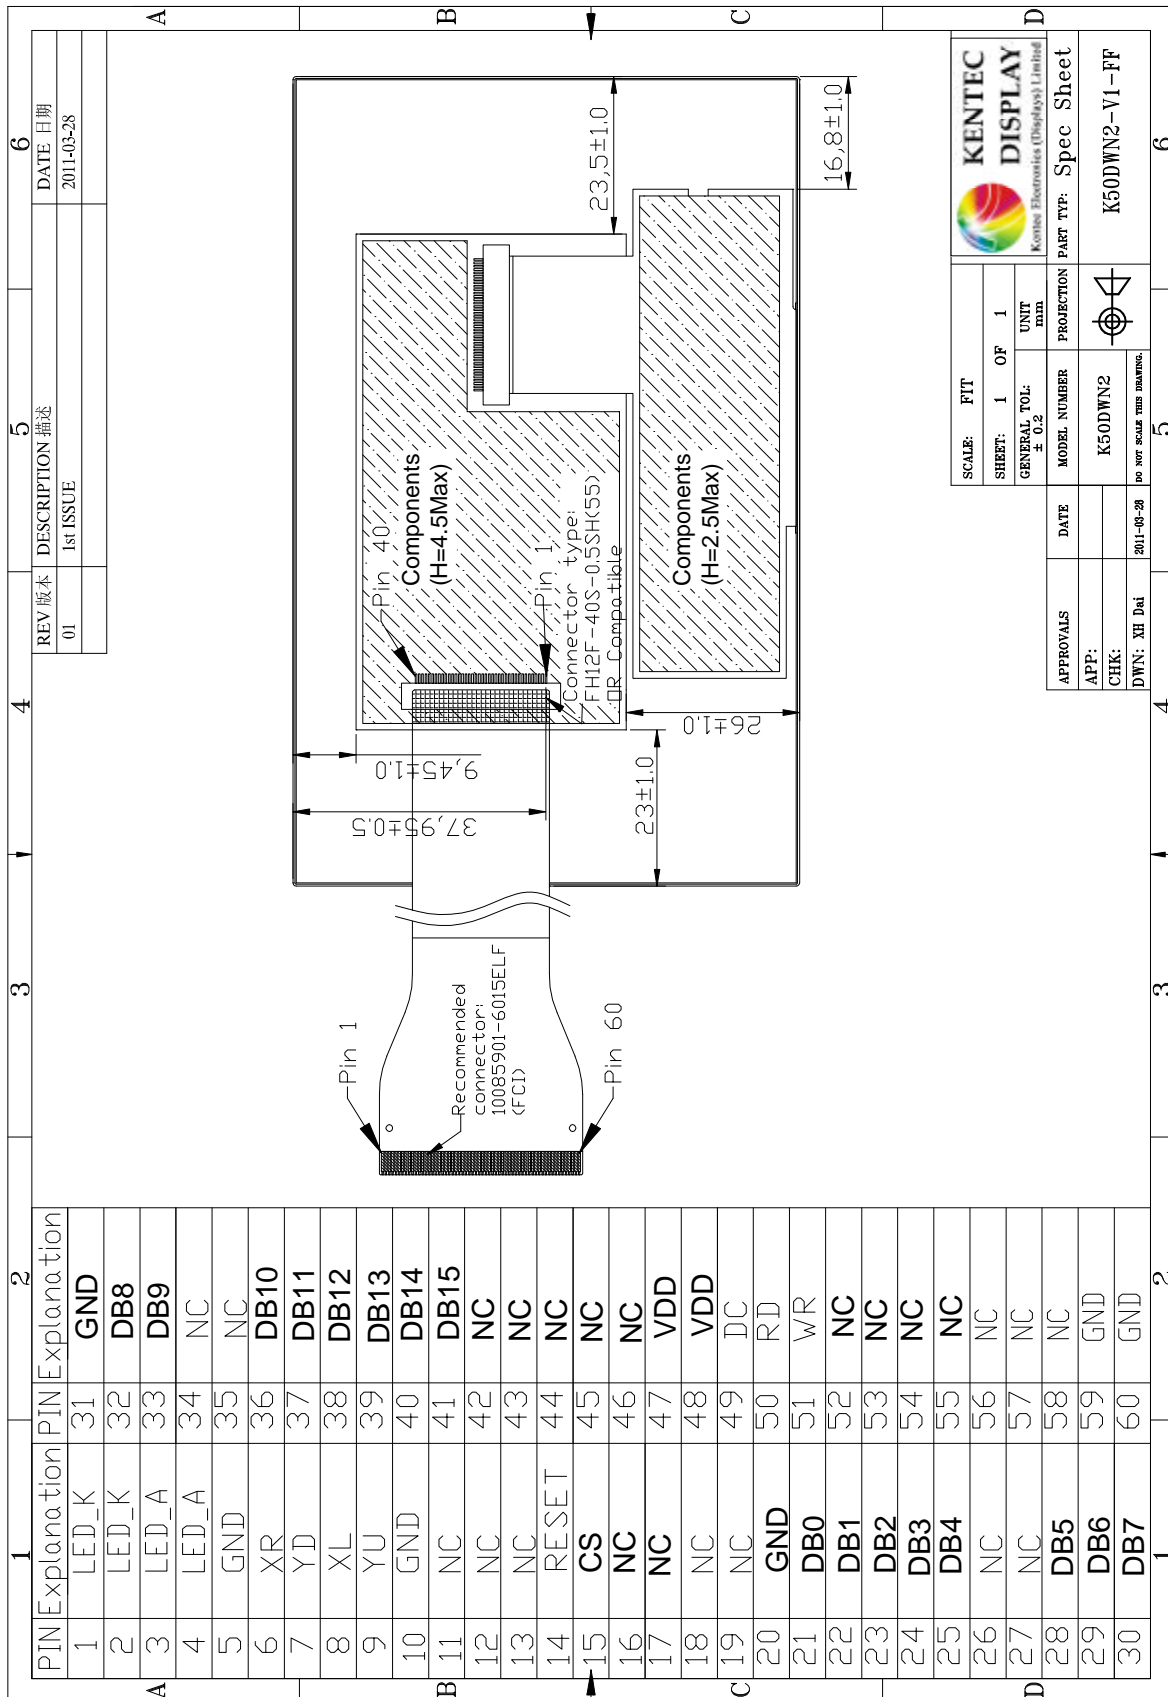 1 2 3 4 5 6
A
B
C
D
REV 版本 DESCRIPTION 描述 DATE 日期
01 1st ISSUE 2011-03-28
PIN Explanation PIN Explanation
1 LED_K 31 GND
2 LED_K 32 DB8
3 LED_A 33 DB9
4 LED_A 34 NC
5 GND 35 NC
6 XR 36 DB10
7 YD 37 DB11
8 XL 38 DB12
9 YU 39 DB13
10 GND 40 DB14
11 NC 41 DB15
12 NC 42 NC
13 NC 43 NC
14 RESET 44 NC
15 CS 45 NC
16 NC 46 NC
17 NC 47 VDD
18 NC 48 VDD
19 NC 49 DC
20 GND 50 RD
21 DB0 51 WR
22 DB1 52 NC
23 DB2 53 NC
24 DB3 54 NC
25 DB4 55 NC
26 NC 56 NC
27 NC 57 NC
28 DB5 58 NC
29 DB6 59 GND
30 DB7 60 GND
Pin 1
Recommended
connector:
10085901-6015ELF
(FCI)
Pin 60
9,45±1.0
37,95±0.5
23±1.0
26±1.0
Pin 40
Components
(H=4.5Max)
Pin 1
Connector type:
FH12F-40S-0.5SH(55)
OR Compatible
Components
(H=2.5Max)
23,5±1.0
16,8±1.0
APPROVALS DATE
APP:
CHK:
DWN: XH Dai 2011-03-28
SCALE: FIT
SHEET: 1 OF 1
GENERAL TOL:
± 0.2
UNIT
mm
MODEL NUMBER
K50DWN2
PROJECTION
DO NOT SCALE THIS DRAWING.
KENTEC
DISPLAY
Kentec Electronics (Displays) Limited
PART TYP: Spec Sheet
K50DWN2-V1-FF
A
B
C
D
1 2 3 4 5 6